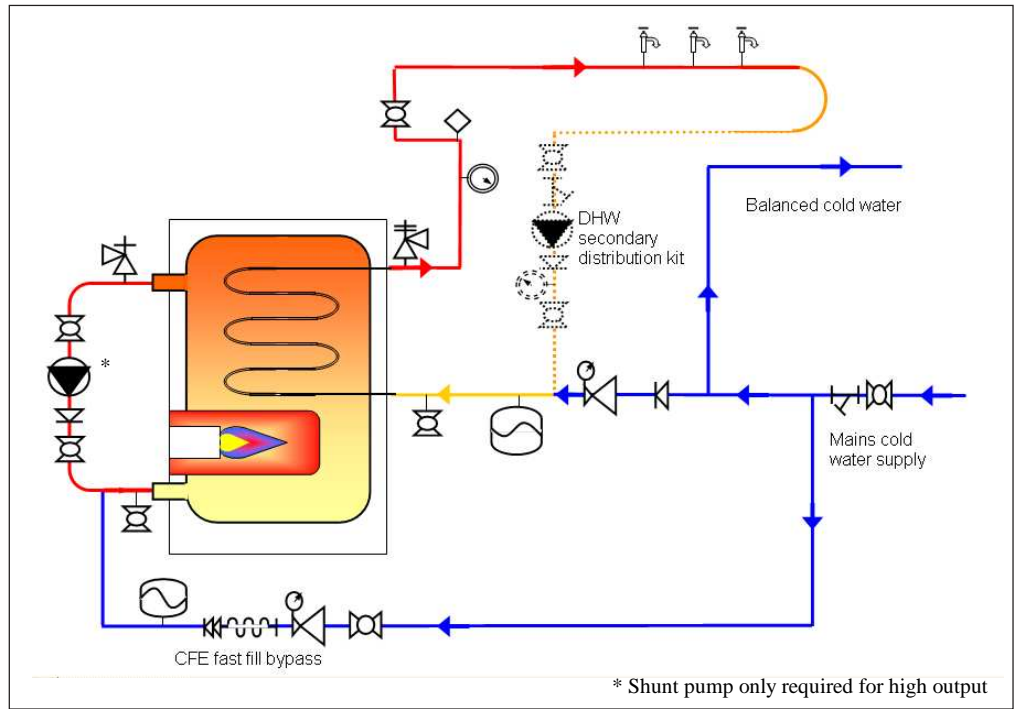 Balanced cold water
DHW
secondary
distribution kit
*
Mains cold
water supply
CFE fast fill bypass
* Shunt pump only required for high output